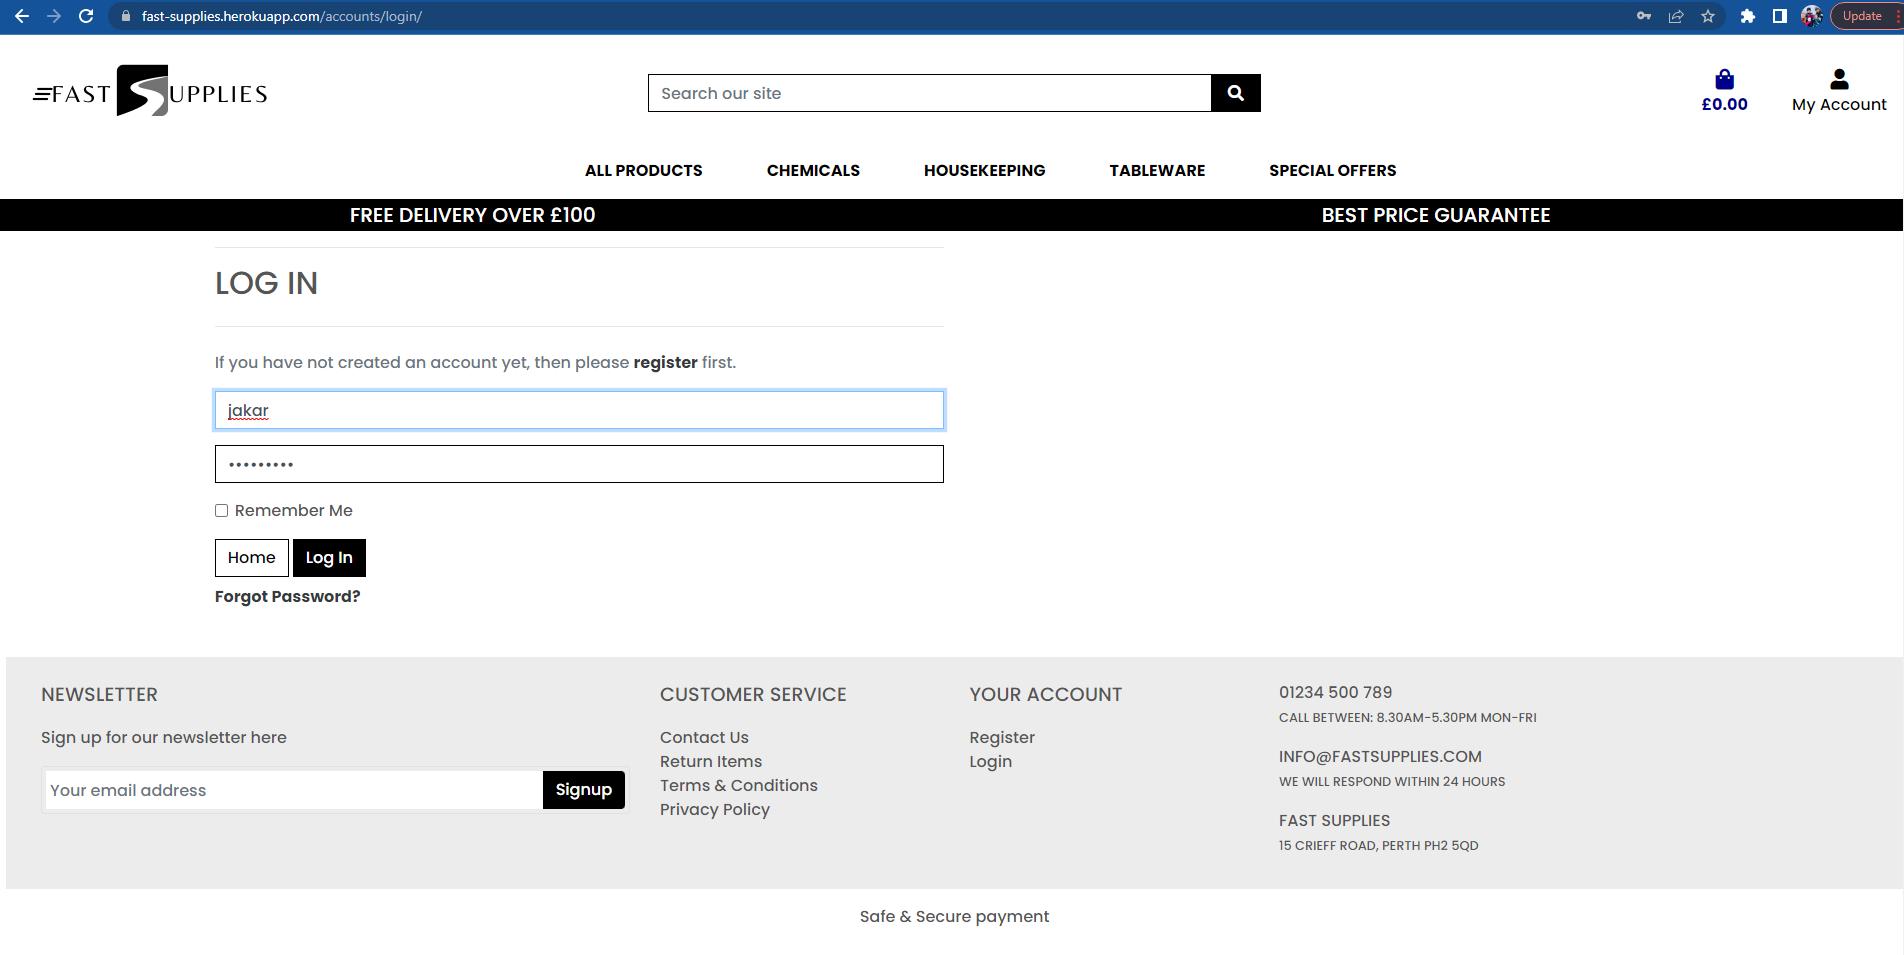 fast-supplies.herokuapp.com/accounts/login/
Update
FAST SUPPLIES
Search our site
£0.00
My Account
ALL PRODUCTS
CHEMICALS
HOUSEKEEPING
TABLEWARE
SPECIAL OFFERS
FREE DELIVERY OVER £100
BEST PRICE GUARANTEE
LOG IN
If you have not created an account yet, then please register first.
jakar
•••••••••
Remember Me
Home
Log In
Forgot Password?
NEWSLETTER
Sign up for our newsletter here
Your email address
Signup
CUSTOMER SERVICE
Contact Us
Return Items
Terms & Conditions
Privacy Policy
YOUR ACCOUNT
Register
Login
01234 500 789
CALL BETWEEN: 8.30AM-5.30PM MON-FRI
INFO@FASTSUPPLIES.COM
WE WILL RESPOND WITHIN 24 HOURS
FAST SUPPLIES
15 CRIEFF ROAD, PERTH PH2 5QD
Safe & Secure payment